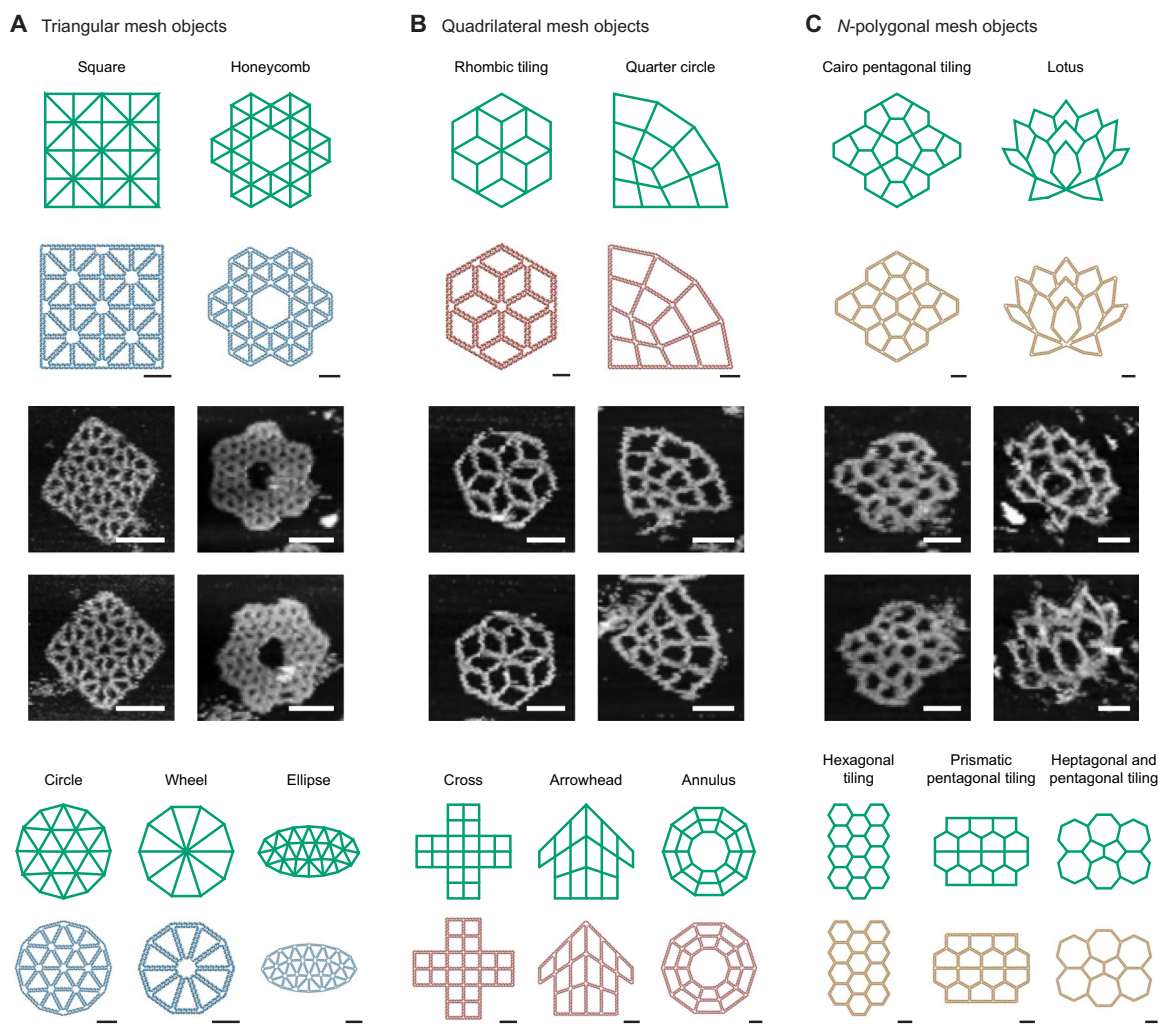 A Triangular mesh objects
B Quadrilateral mesh objects
C N-polygonal mesh objects
Square
Honeycomb
Rhombic tiling
Quarter circle
Cairo pentagonal tiling
Lotus
Circle
Wheel
Ellipse
Cross
Arrowhead
Annulus
Hexagonal
tiling
Prismatic
pentagonal tiling
Heptagonal and
pentagonal tiling